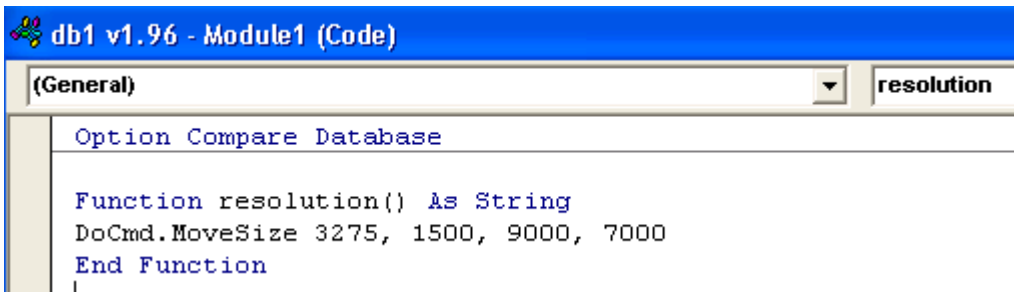 db1 v1.96 - Module1 (Code)
(General) resolution
Option Compare Database
Function resolution() As String
DoCmd.MoveSize 3275, 1500, 9000, 7000
End Function